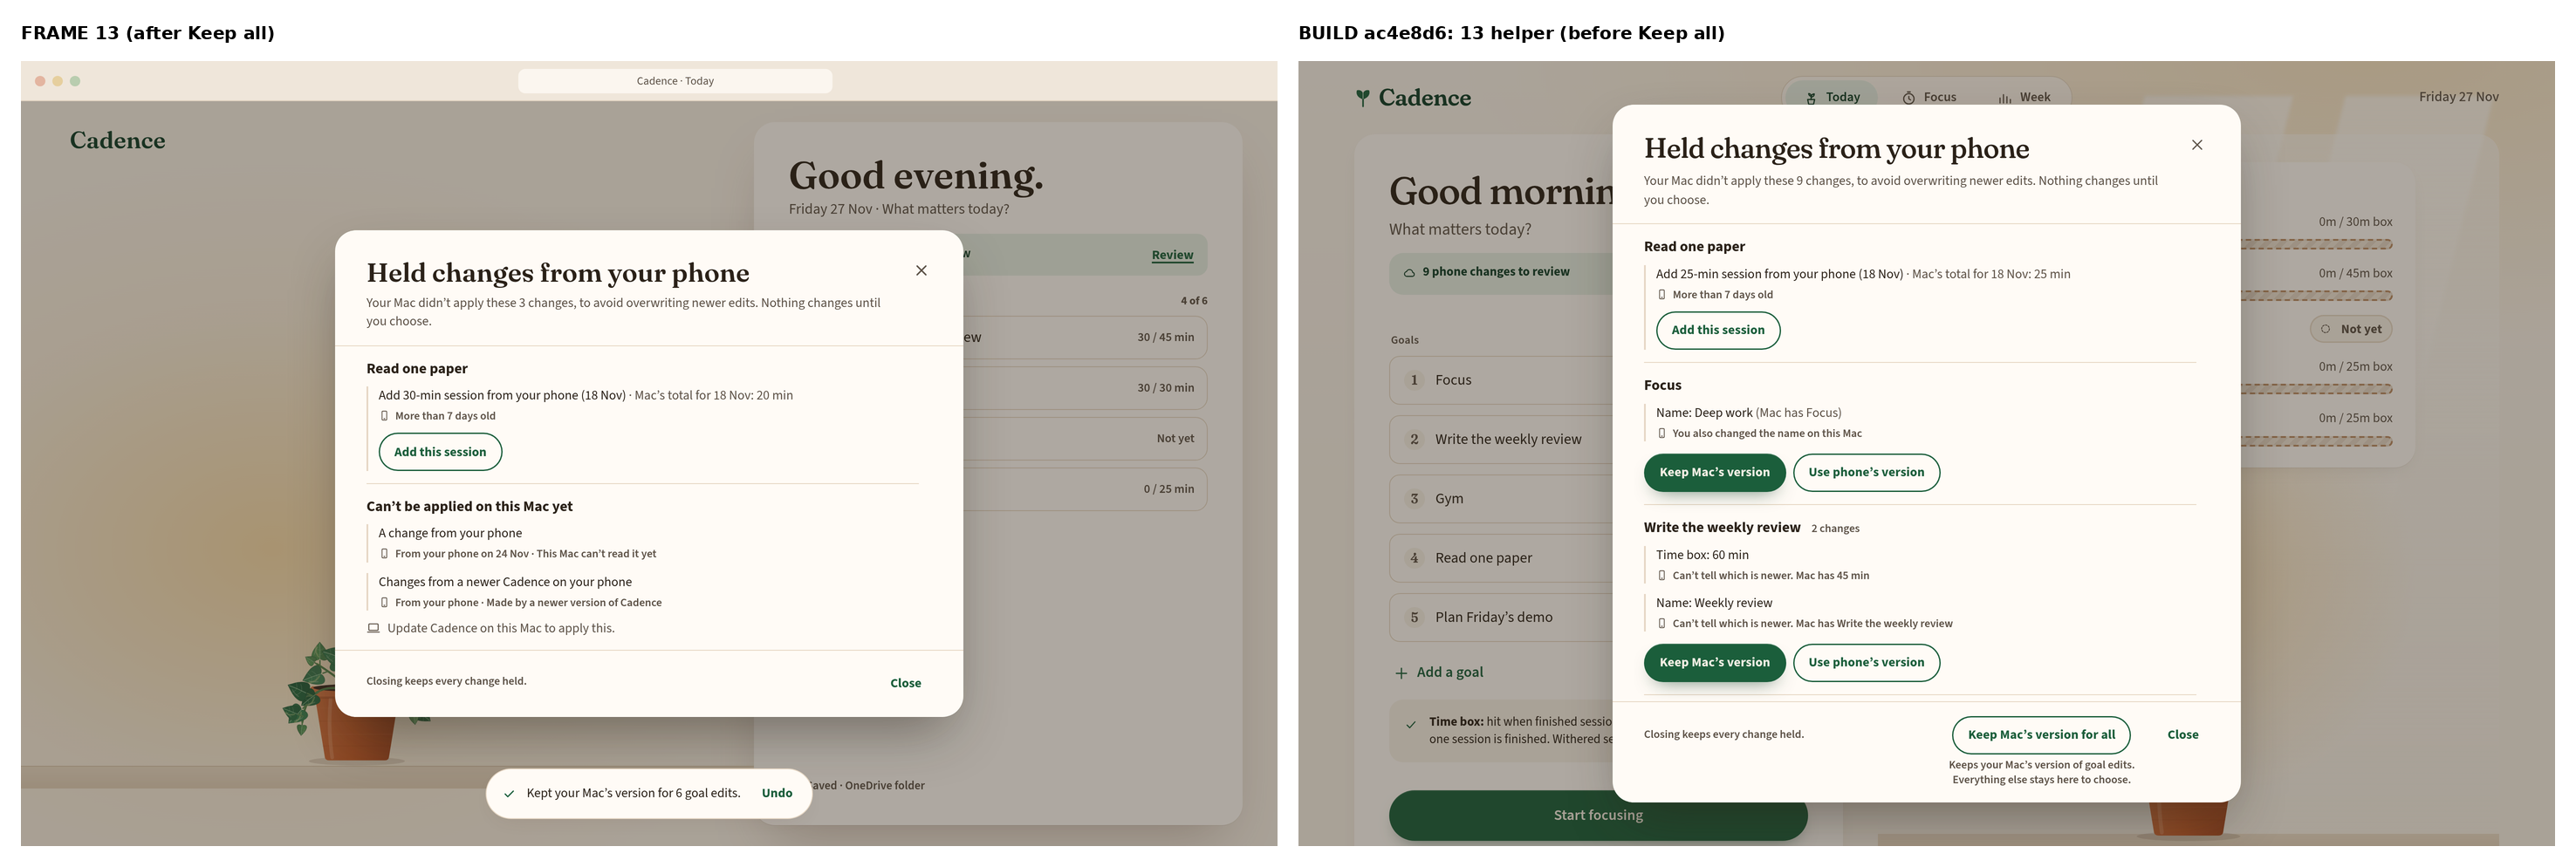 FRAME 13 (after Keep all)
Cadence · Today
Cadence
Good evening.
Friday 27 Nov · What matters today?
Review
4 of 6
30 / 45 min
30 / 30 min
Not yet
0 / 25 min
Held changes from your phone
Your Mac didn’t apply these 3 changes, to avoid overwriting newer edits. Nothing changes until
you choose.
Read one paper
Add 30-min session from your phone (18 Nov) · Mac’s total for 18 Nov: 20 min
More than 7 days old
Add this session
Can’t be applied on this Mac yet
A change from your phone
From your phone on 24 Nov · This Mac can’t read it yet
Changes from a newer Cadence on your phone
From your phone · Made by a newer version of Cadence
Update Cadence on this Mac to apply this.
Closing keeps every change held.
Close
Kept your Mac’s version for 6 goal edits.
Undo
· OneDrive folder
BUILD ac4e8d6: 13 helper (before Keep all)
Cadence
Today
Focus
Week
Friday 27 Nov
Good mornin
What matters today?
9 phone changes to review
Goals
1 Focus
2 Write the weekly review
3 Gym
4 Read one paper
5 Plan Friday’s demo
Add a goal
Time box: hit when finished sessio
one session is finished. Withered se
Start focusing
0m / 30m box
0m / 45m box
Not yet
0m / 25m box
0m / 25m box
Held changes from your phone
Your Mac didn’t apply these 9 changes, to avoid overwriting newer edits. Nothing changes until
you choose.
Read one paper
Add 25-min session from your phone (18 Nov) · Mac’s total for 18 Nov: 25 min
More than 7 days old
Add this session
Focus
Name: Deep work (Mac has Focus)
You also changed the name on this Mac
Keep Mac’s version
Use phone’s version
Write the weekly review 2 changes
Time box: 60 min
Can’t tell which is newer. Mac has 45 min
Name: Weekly review
Can’t tell which is newer. Mac has Write the weekly review
Keep Mac’s version
Use phone’s version
Closing keeps every change held.
Keep Mac’s version for all
Close
Keeps your Mac’s version of goal edits.
Everything else stays here to choose.